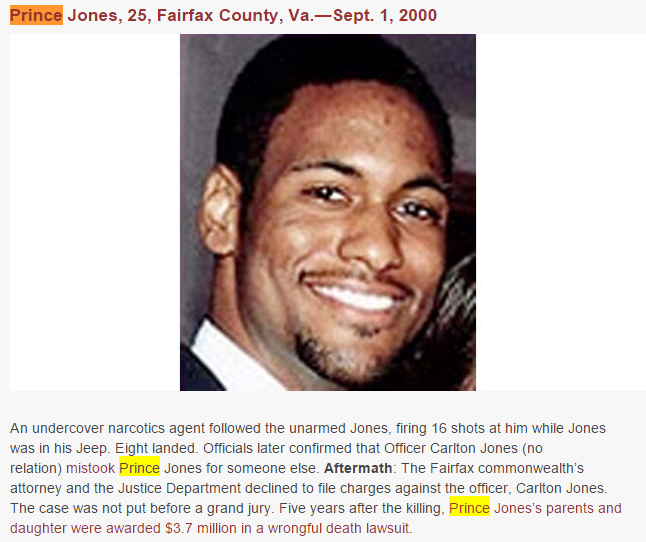 Prince Jones, 25, Fairfax County, Va.—Sept. 1, 2000
An undercover narcotics agent followed the unarmed Jones, firing 16 shots at him while Jones
was in his Jeep. Eight landed. Officials later confirmed that Officer Carlton Jones (no
relation) mistook Prince Jones for someone else. Aftermath: The Fairfax commonwealth's
attorney and the Justice Department declined to file charges against the officer, Carlton Jones.
The case was not put before a grand jury. Five years after the killing, Prince Jones's parents and
daughter were awarded $3.7 million in a wrongful death lawsuit.